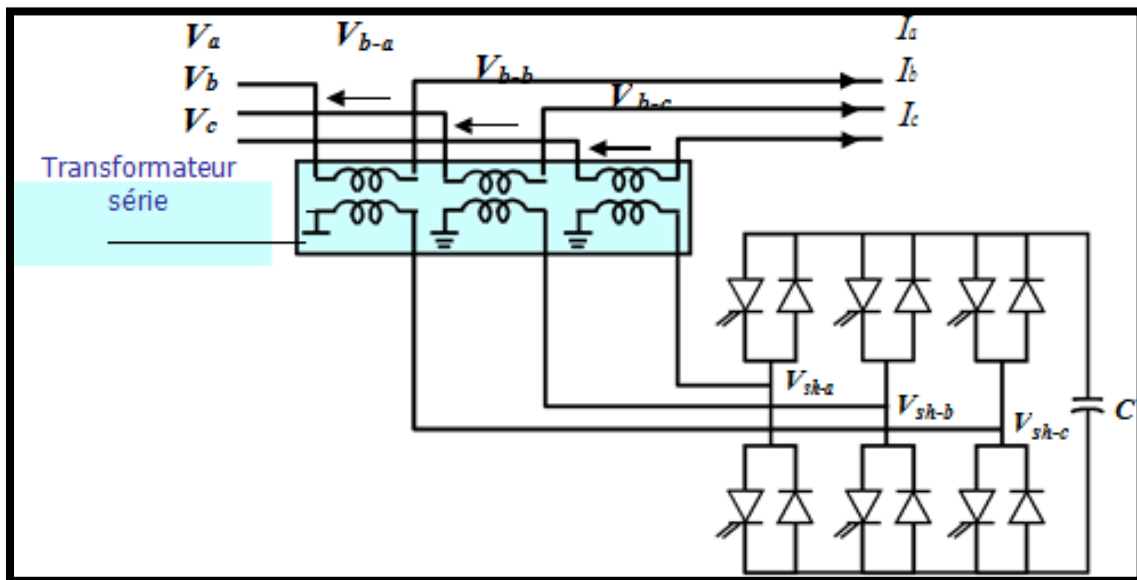 Va Vb-a Ia
Vb Vb-b Ib
Vc Vb-c Ic
Transformateur
série
Vsh-a
Vsh-b C
Vsh-c